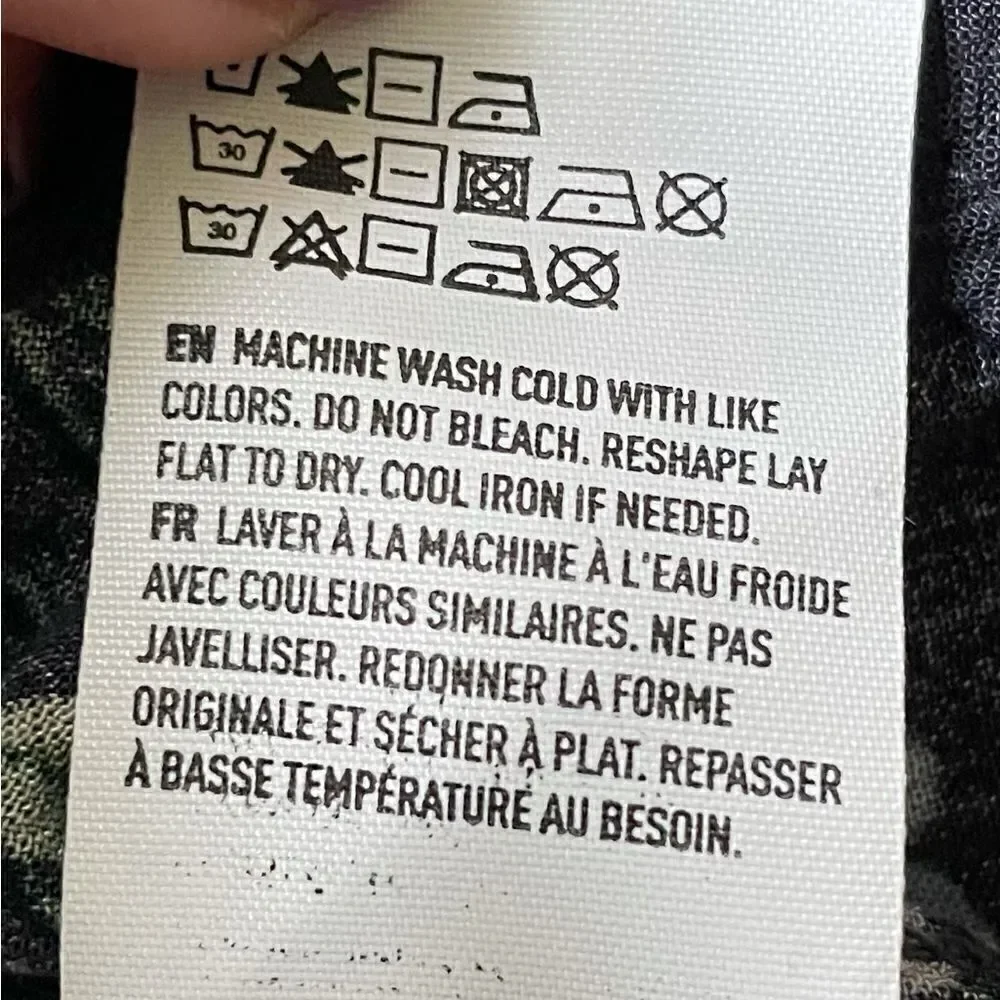 30
30
EN MACHINE WASH COLD WITH LIKE
COLORS. DO NOT BLEACH. RESHAPE LAY
FLAT TO DRY. COOL IRON IF NEEDED.
FR LAVER À LA MACHINE À L'EAU FROIDE
AVEC COULEURS SIMILAIRES. NE PAS
JAVELLISER. REDONNER LA FORME
ORIGINALE ET SÉCHER À PLAT. REPASSER
À BASSE TEMPÉRATURE AU BESOIN.